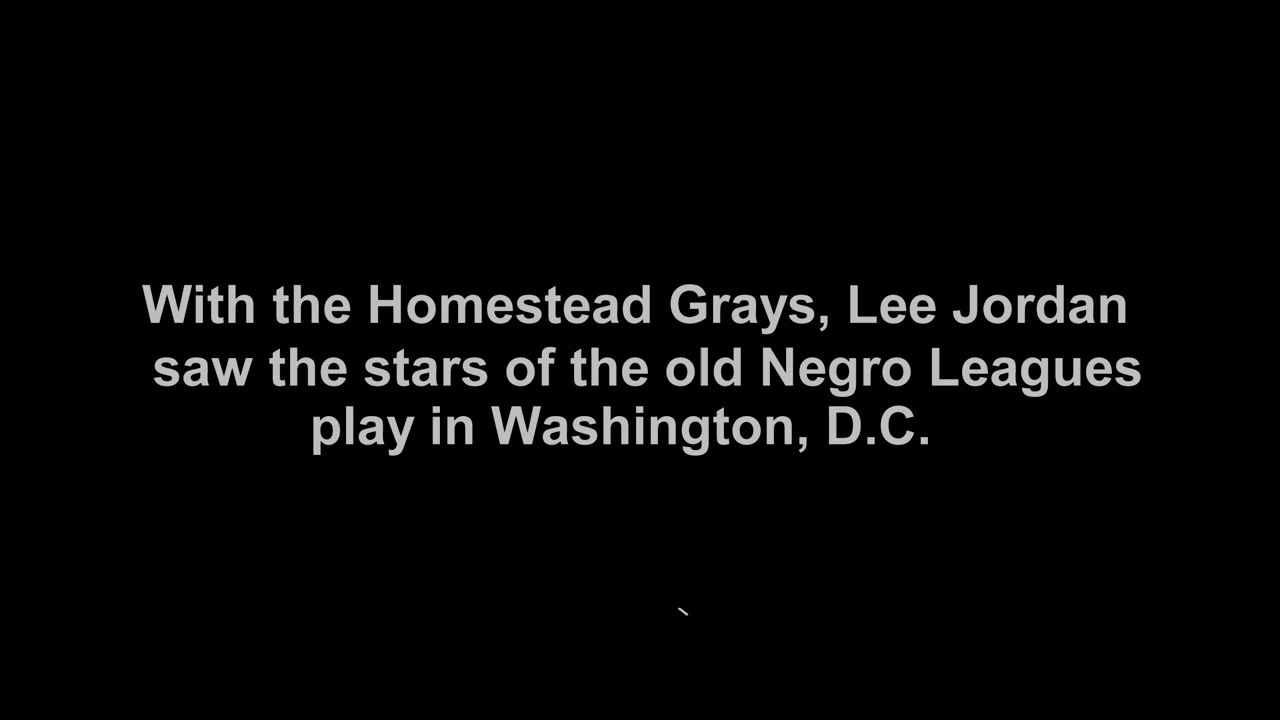 With the Homestead Grays, Lee Jordan
saw the stars of the old Negro Leagues
play in Washington, D.C.
`